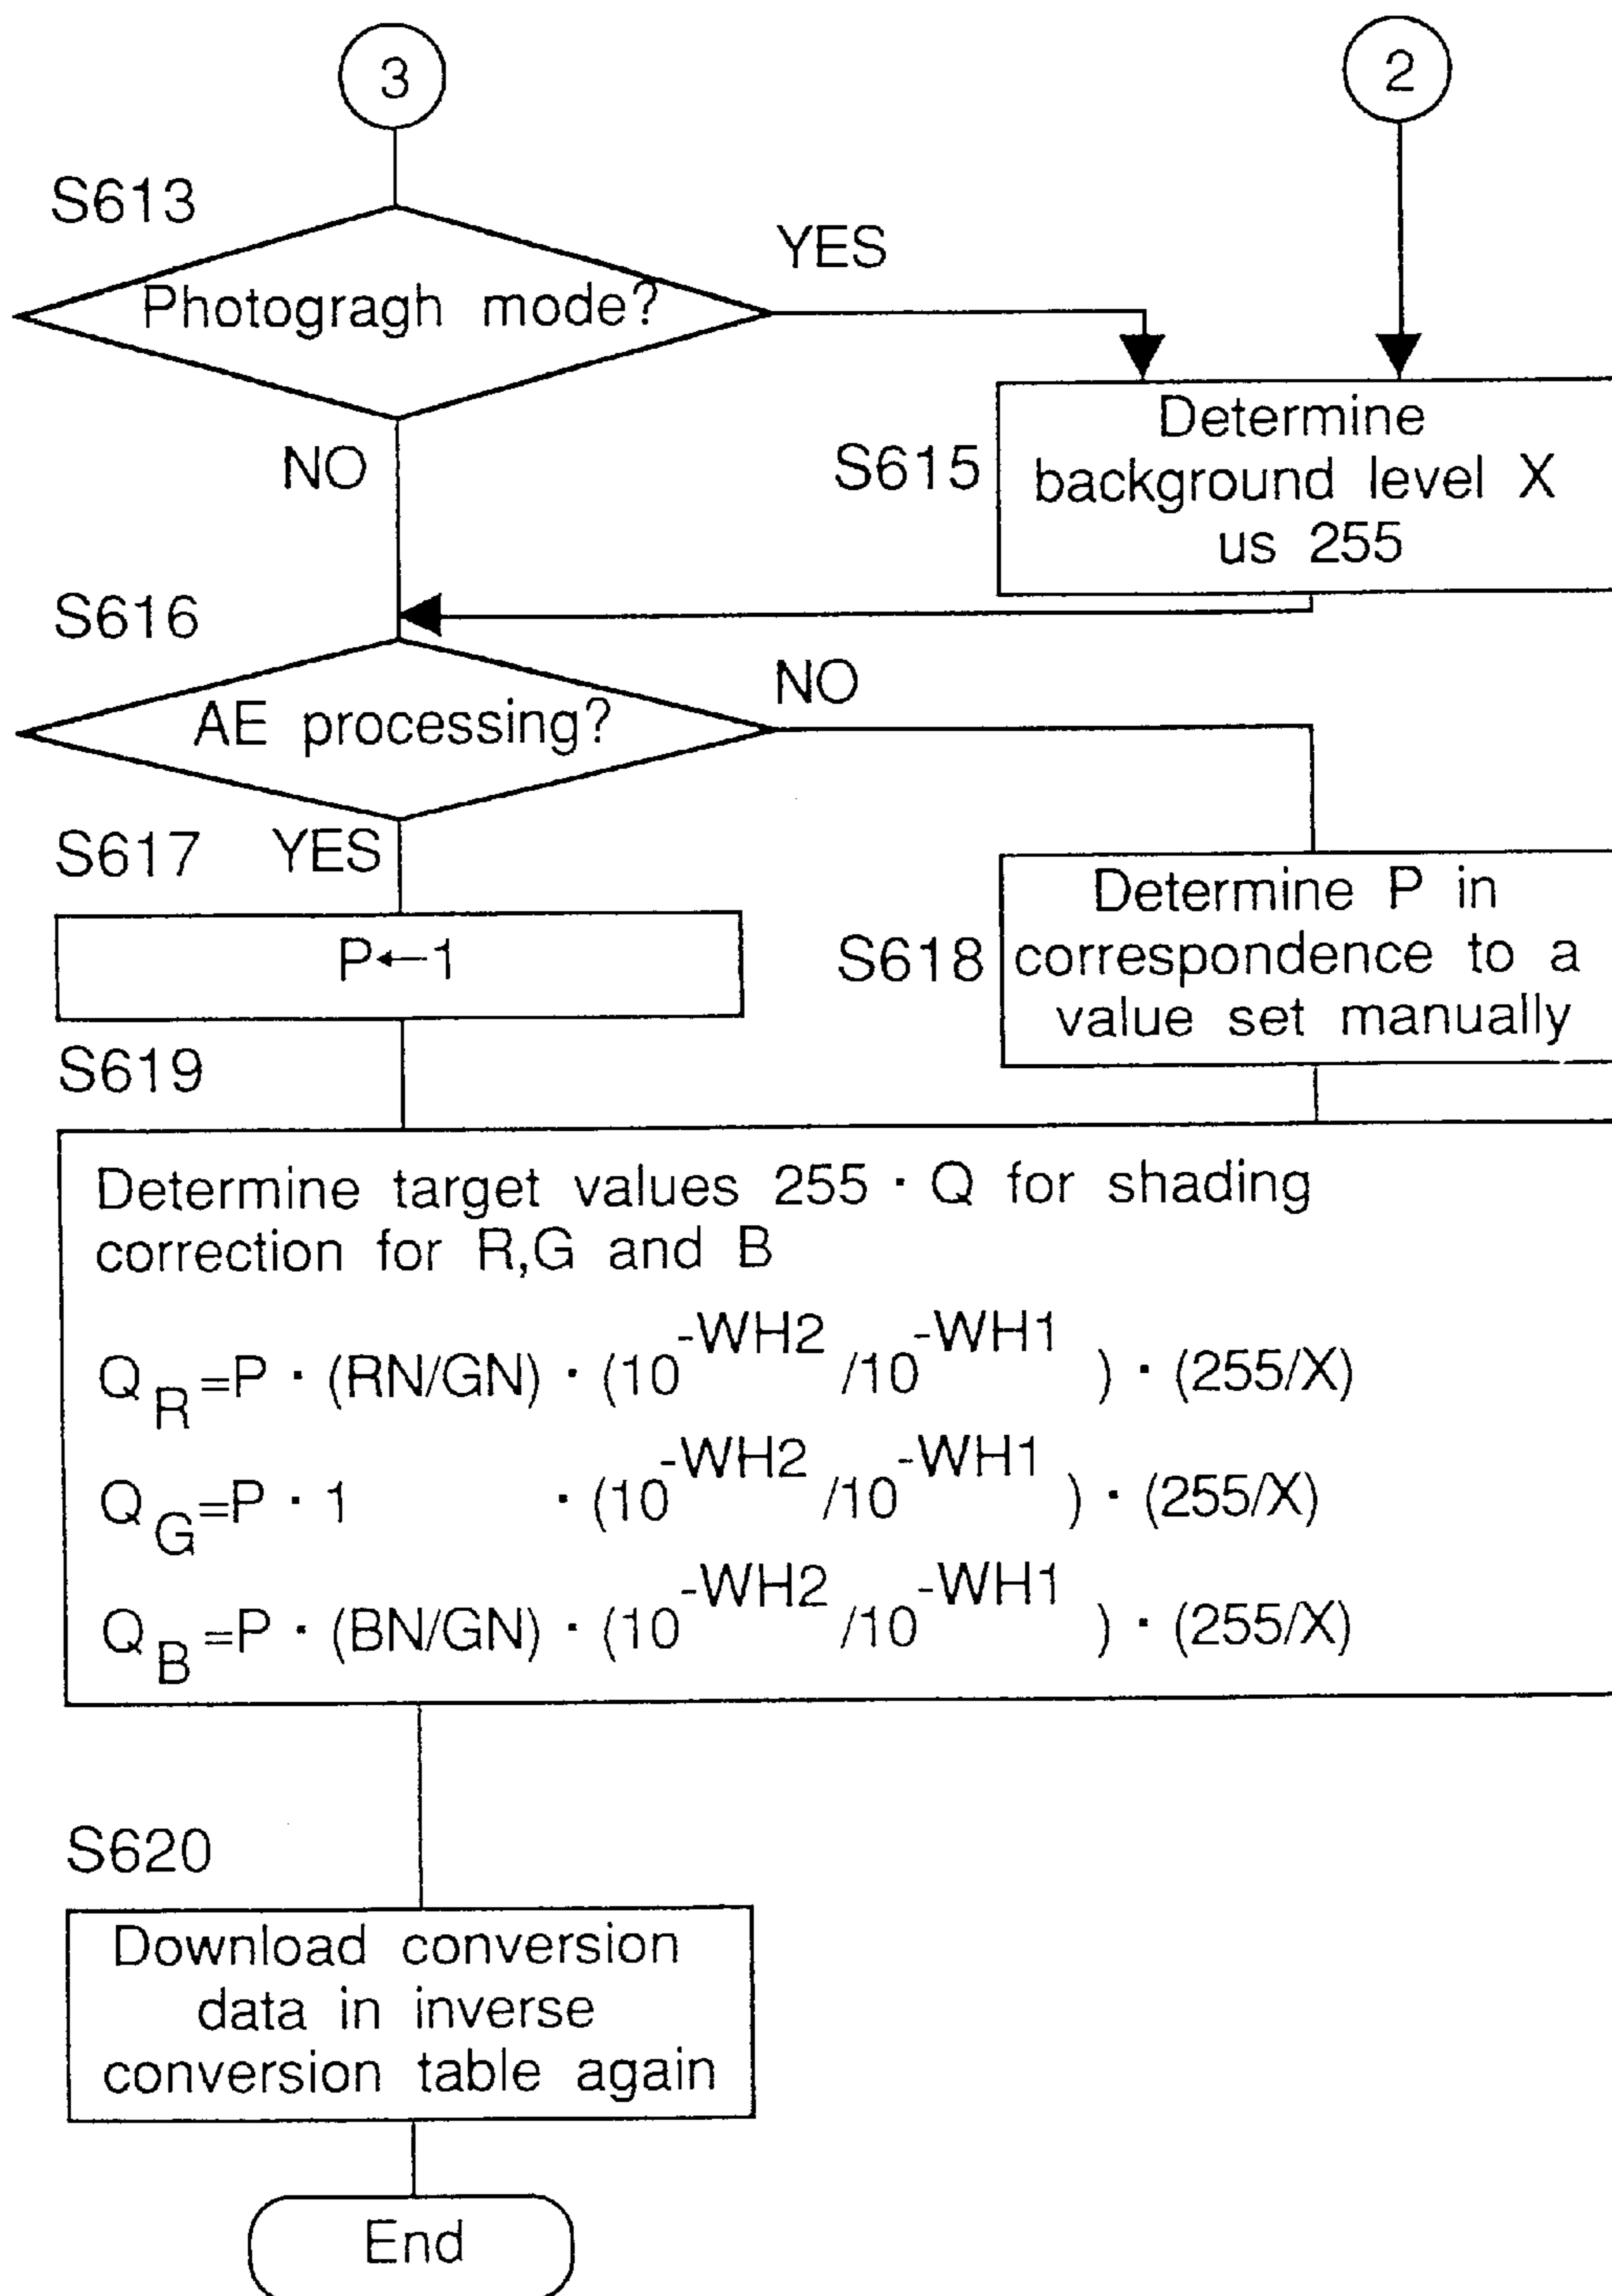 3
2
S613
Photogragh mode?
YES
NO
S615
Determine
background level X
us 255
S616
AE processing?
NO
S617
YES
P←1
S618
Determine P in
correspondence to a
value set manually
S619
Determine target values 255 · Q for shading
correction for R,G and B
Q_R=P · (RN/GN) · (10^-WH2 /10^-WH1 ) · (255/X)
Q_G=P · 1 · (10^-WH2 /10^-WH1 ) · (255/X)
Q_B=P · (BN/GN) · (10^-WH2 /10^-WH1 ) · (255/X)
S620
Download conversion
data in inverse
conversion table again
End